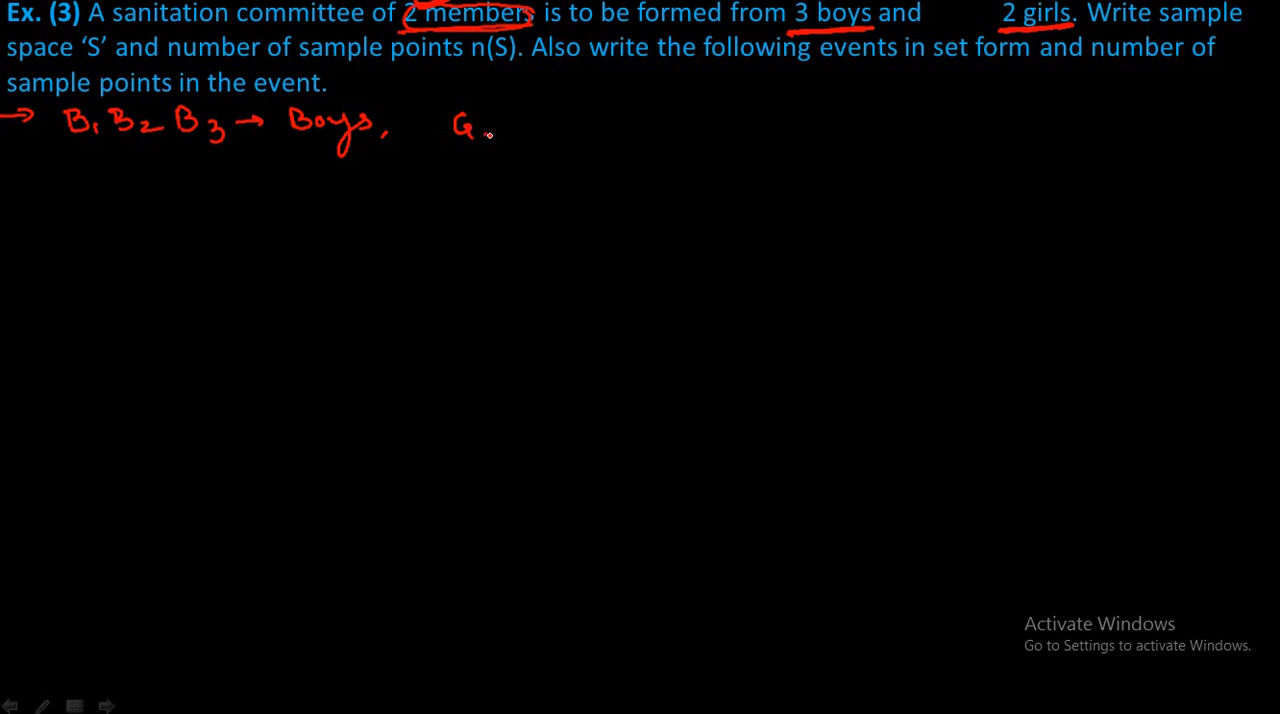 Ex. (3) A sanitation committee of 2 members is to be formed from 3 boys and 2 girls. Write sample
space ‘S’ and number of sample points n(S). Also write the following events in set form and number of
sample points in the event.
→ B₁ B₂ B₃ → Boys, G
Activate Windows
Go to Settings to activate Windows.